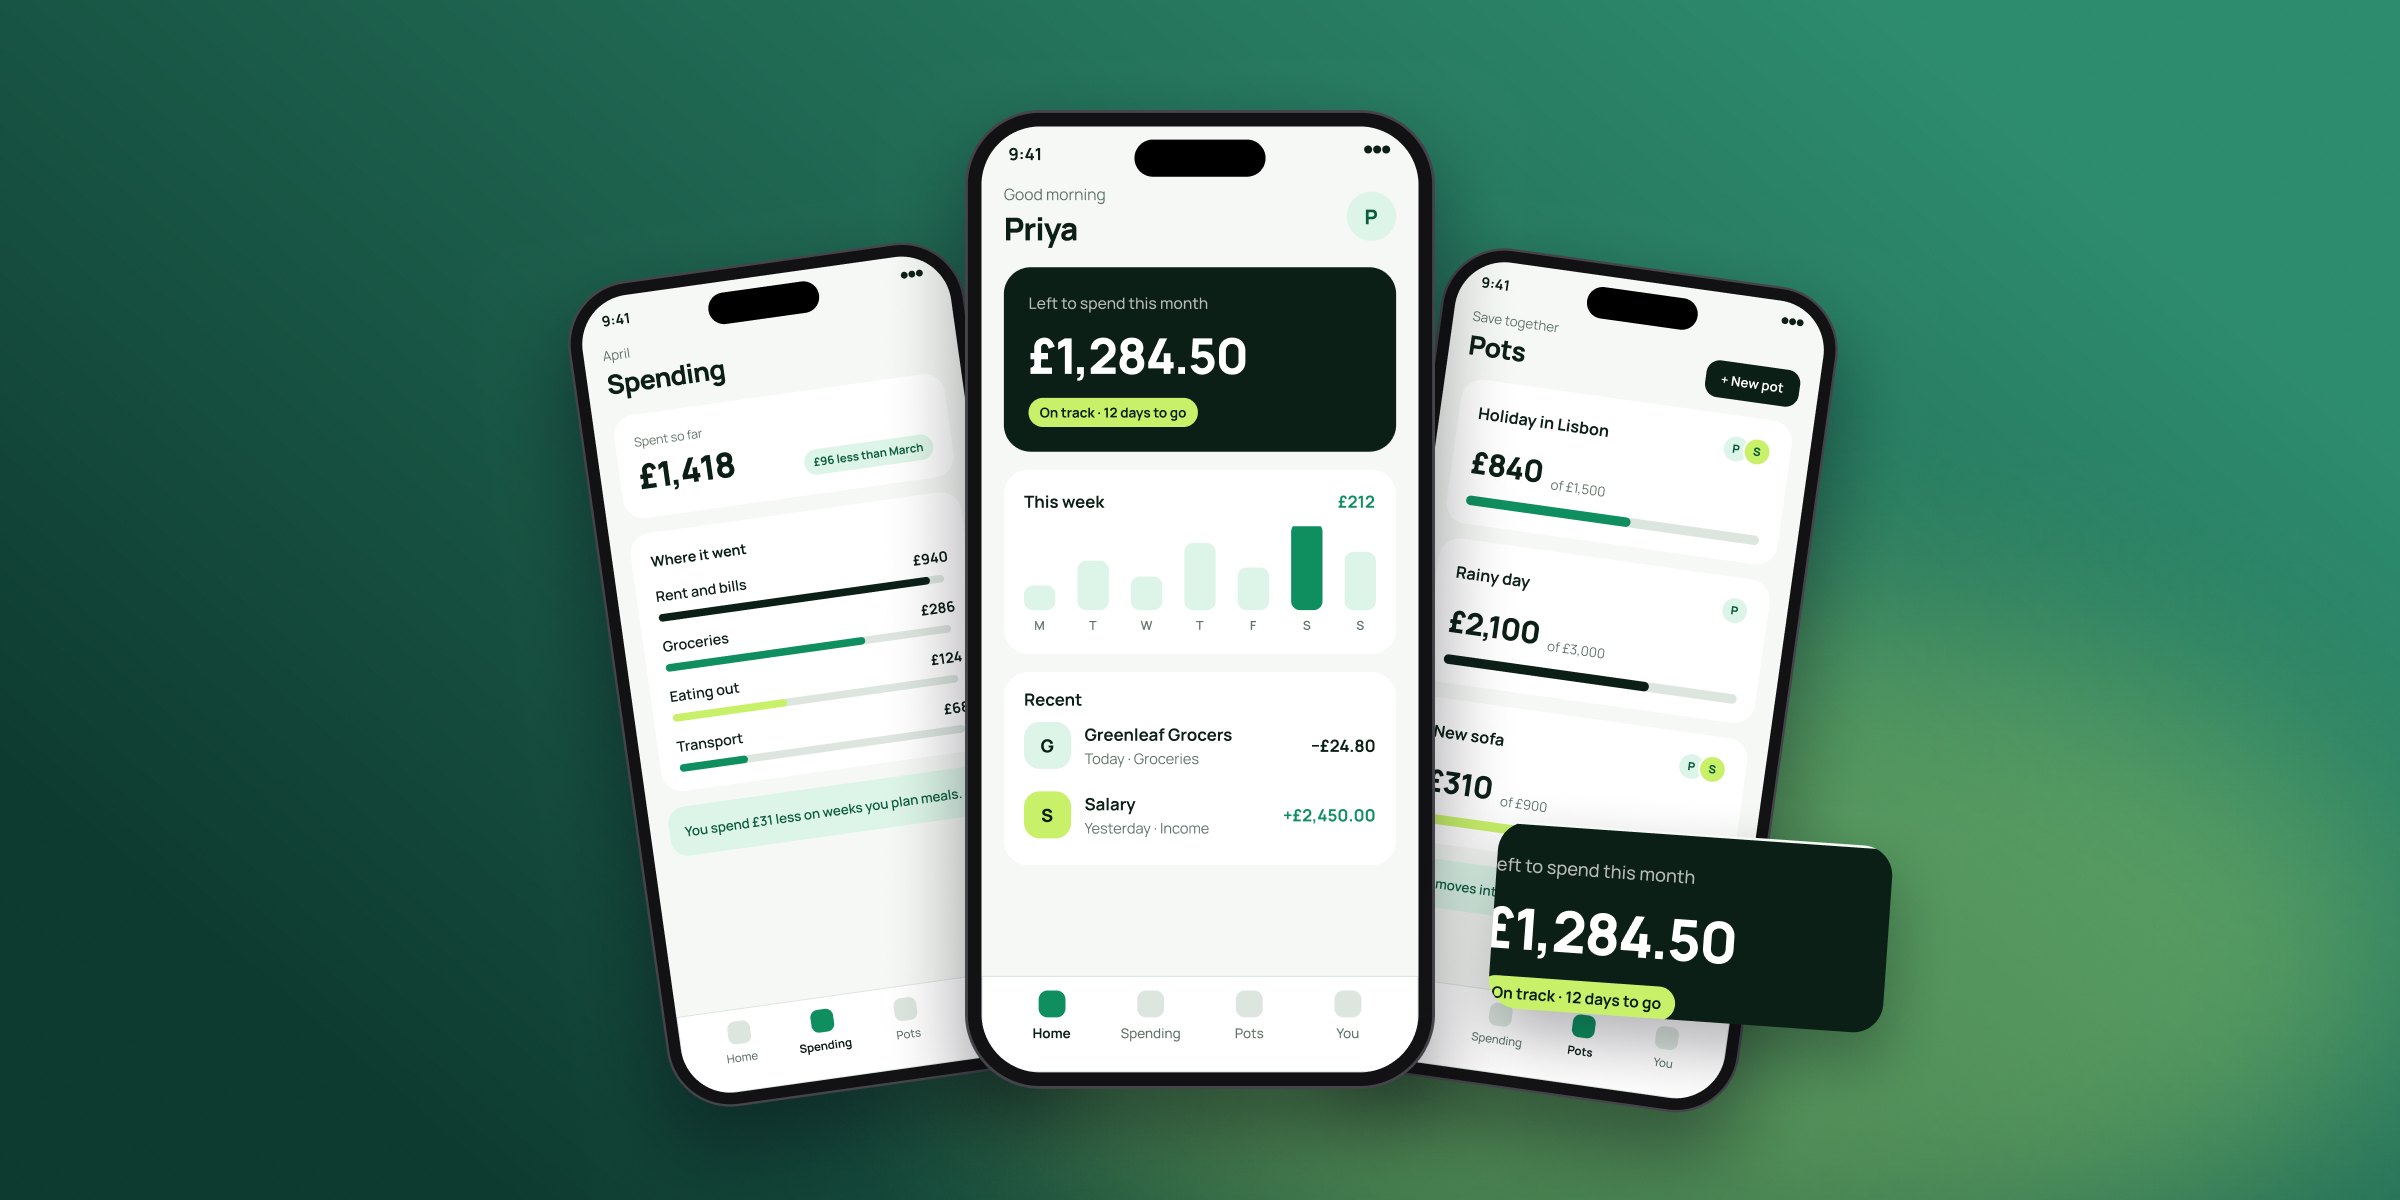 9:41
April
Spending
Spent so far
£1,418
£96 less than March
Where it went
Rent and bills £940
Groceries £286
Eating out £124
Transport £68
You spend £31 less on weeks you plan meals.
Home Spending Pots
9:41
Good morning
Priya
P
Left to spend this month
£1,284.50
On track · 12 days to go
This week £212
M T W T F S S
Recent
G
Greenleaf Grocers
Today · Groceries
−£24.80
S
Salary
Yesterday · Income
+£2,450.00
Home Spending Pots You
9:41
Save together
Pots
+ New pot
Holiday in Lisbon
P S
£840 of £1,500
Rainy day
P
£2,100 of £3,000
New sofa
P S
£310 of £900
moves
eft to spend this month
£1,284.50
On track · 12 days to go
Spending Pots You